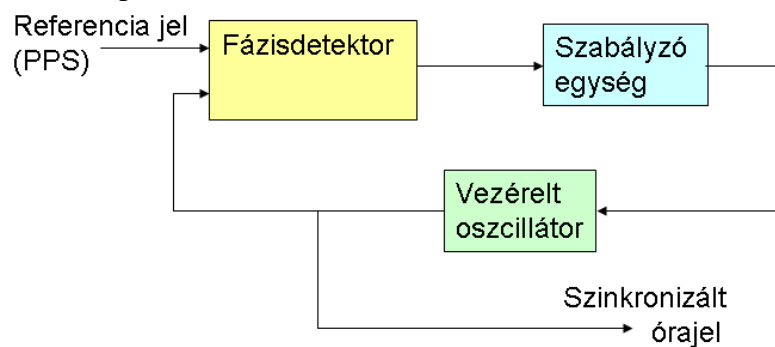 Referencia jel
(PPS)
Fázisdetektor
Szabályzó
egység
Vezérelt
oszcillátor
Szinkronizált
órajel